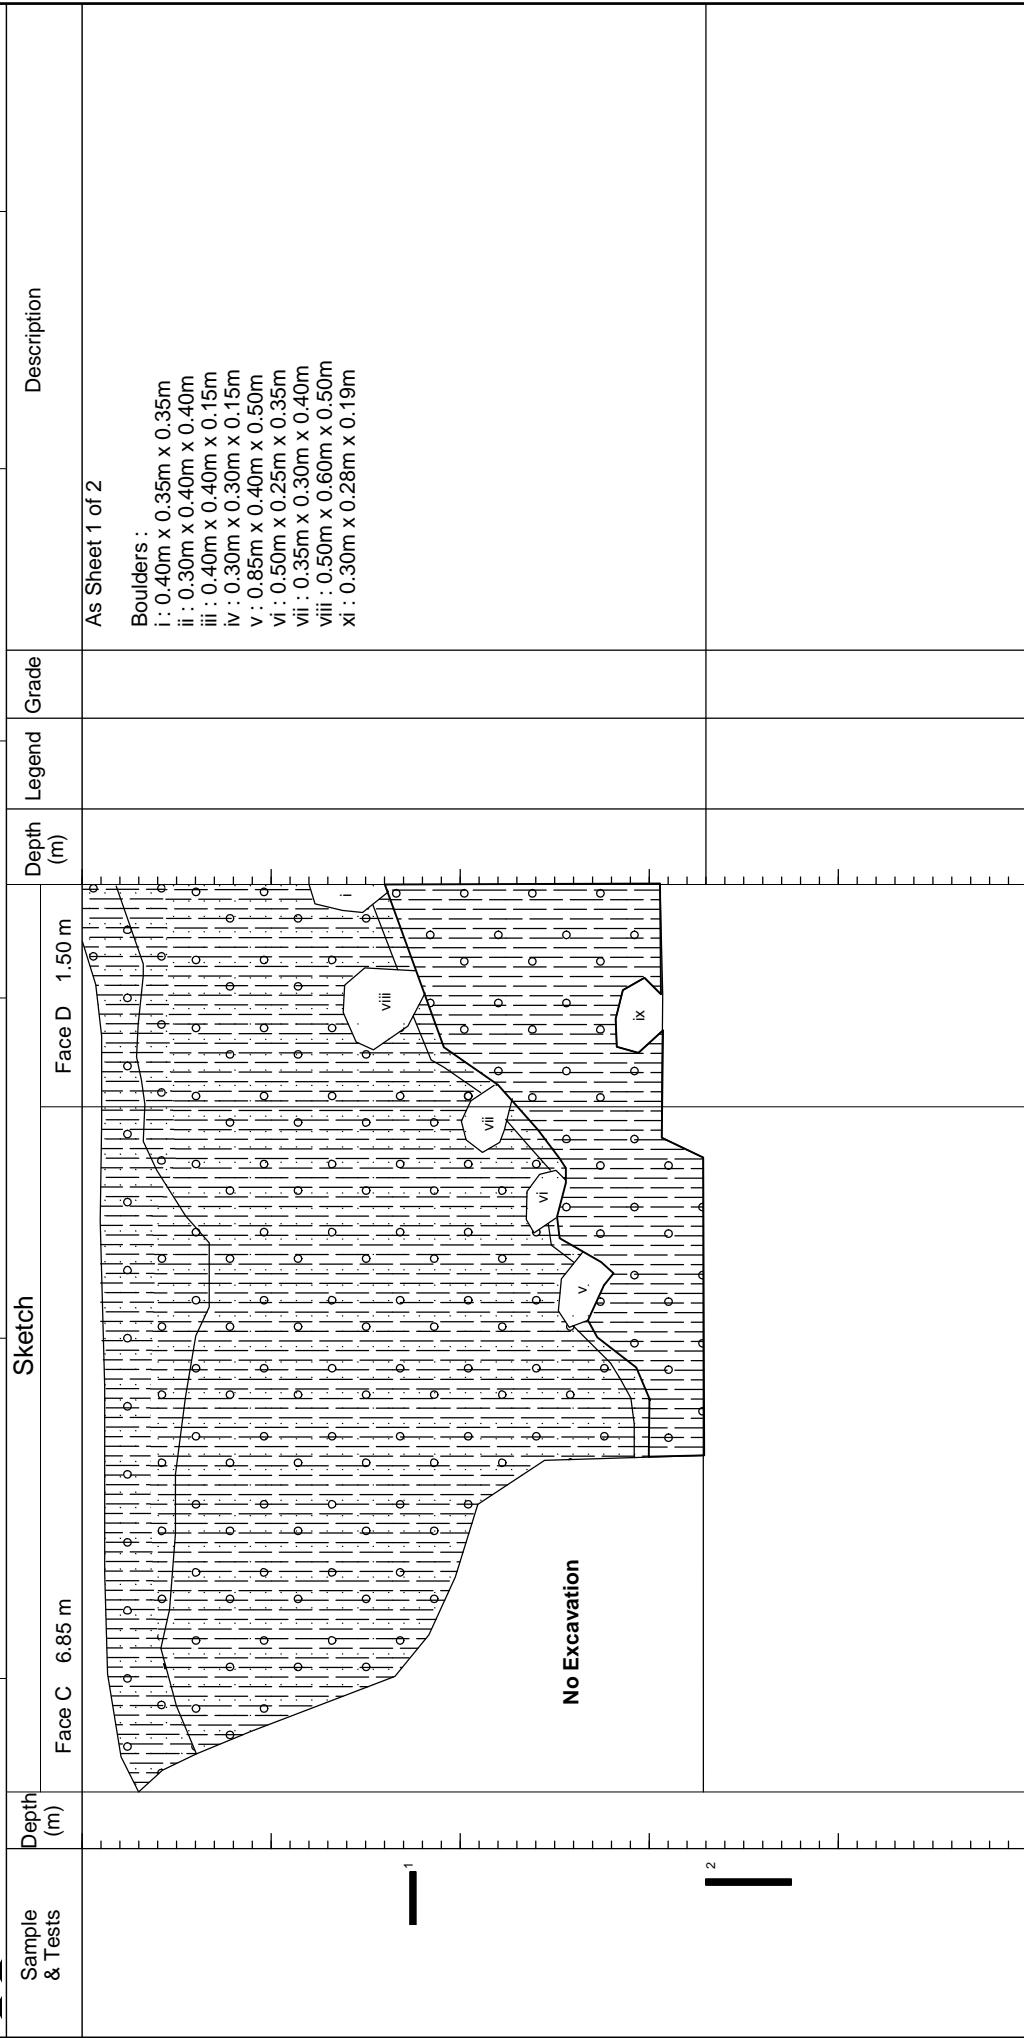 Sample
& Tests
Depth
(m)
Sketch
Face C 6.85 m
Face D 1.50 m
Depth
(m)
Legend
Grade
Description
1
2
No Excavation
v
vi
vii
viii
i
ix
As Sheet 1 of 2
Boulders :
i : 0.40m x 0.35m x 0.35m
ii : 0.30m x 0.40m x 0.40m
iii : 0.40m x 0.40m x 0.15m
iv : 0.30m x 0.30m x 0.15m
v : 0.85m x 0.40m x 0.50m
vi : 0.50m x 0.25m x 0.35m
vii : 0.35m x 0.30m x 0.40m
viii : 0.50m x 0.60m x 0.50m
xi : 0.30m x 0.28m x 0.19m